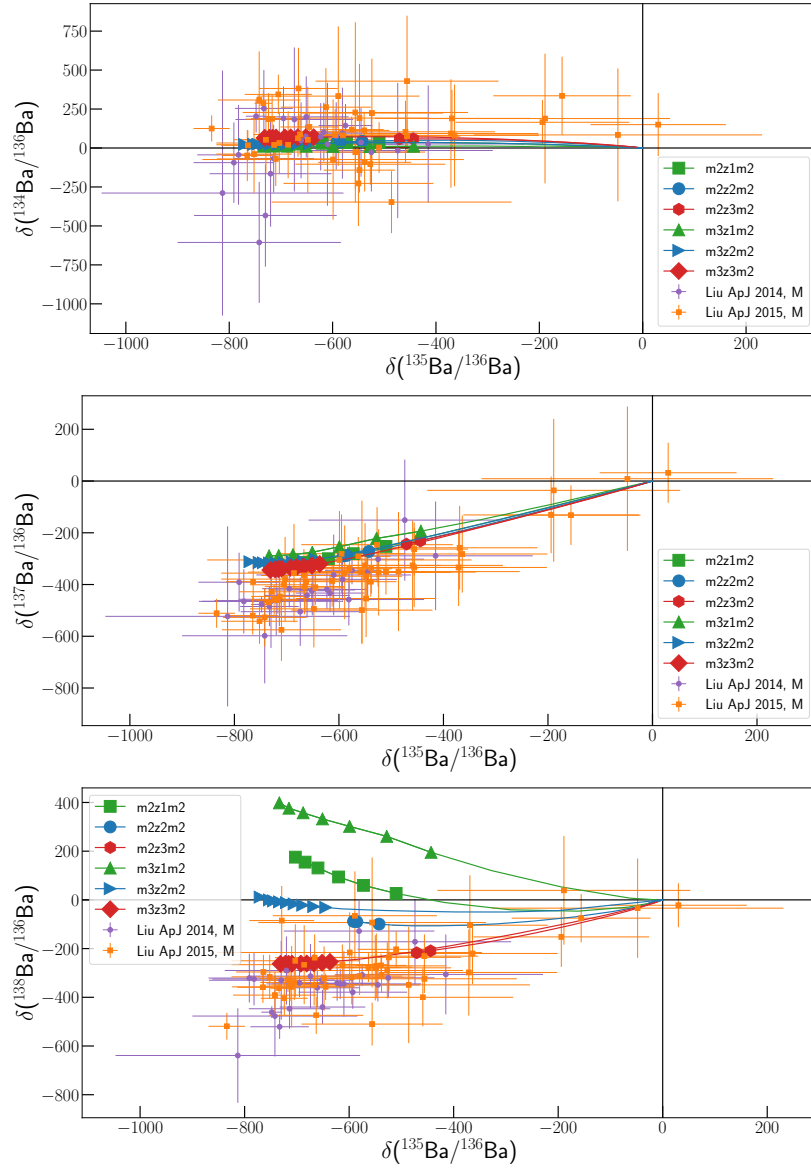 750
500
250
0
−250
−500
−750
−1000
δ(¹³⁴Ba/¹³⁶Ba)
m2z1m2
m2z2m2
m2z3m2
m3z1m2
m3z2m2
m3z3m2
Liu ApJ 2014, M
Liu ApJ 2015, M
−1000 −800 −600 −400 −200 0 200
δ(¹³⁵Ba/¹³⁶Ba)
200
0
−200
−400
−600
−800
δ(¹³⁷Ba/¹³⁶Ba)
m2z1m2
m2z2m2
m2z3m2
m3z1m2
m3z2m2
m3z3m2
Liu ApJ 2014, M
Liu ApJ 2015, M
−1000 −800 −600 −400 −200 0 200
δ(¹³⁵Ba/¹³⁶Ba)
400
200
0
−200
−400
−600
−800
δ(¹³⁸Ba/¹³⁶Ba)
m2z1m2
m2z2m2
m2z3m2
m3z1m2
m3z2m2
m3z3m2
Liu ApJ 2014, M
Liu ApJ 2015, M
−1000 −800 −600 −400 −200 0 200
δ(¹³⁵Ba/¹³⁶Ba)